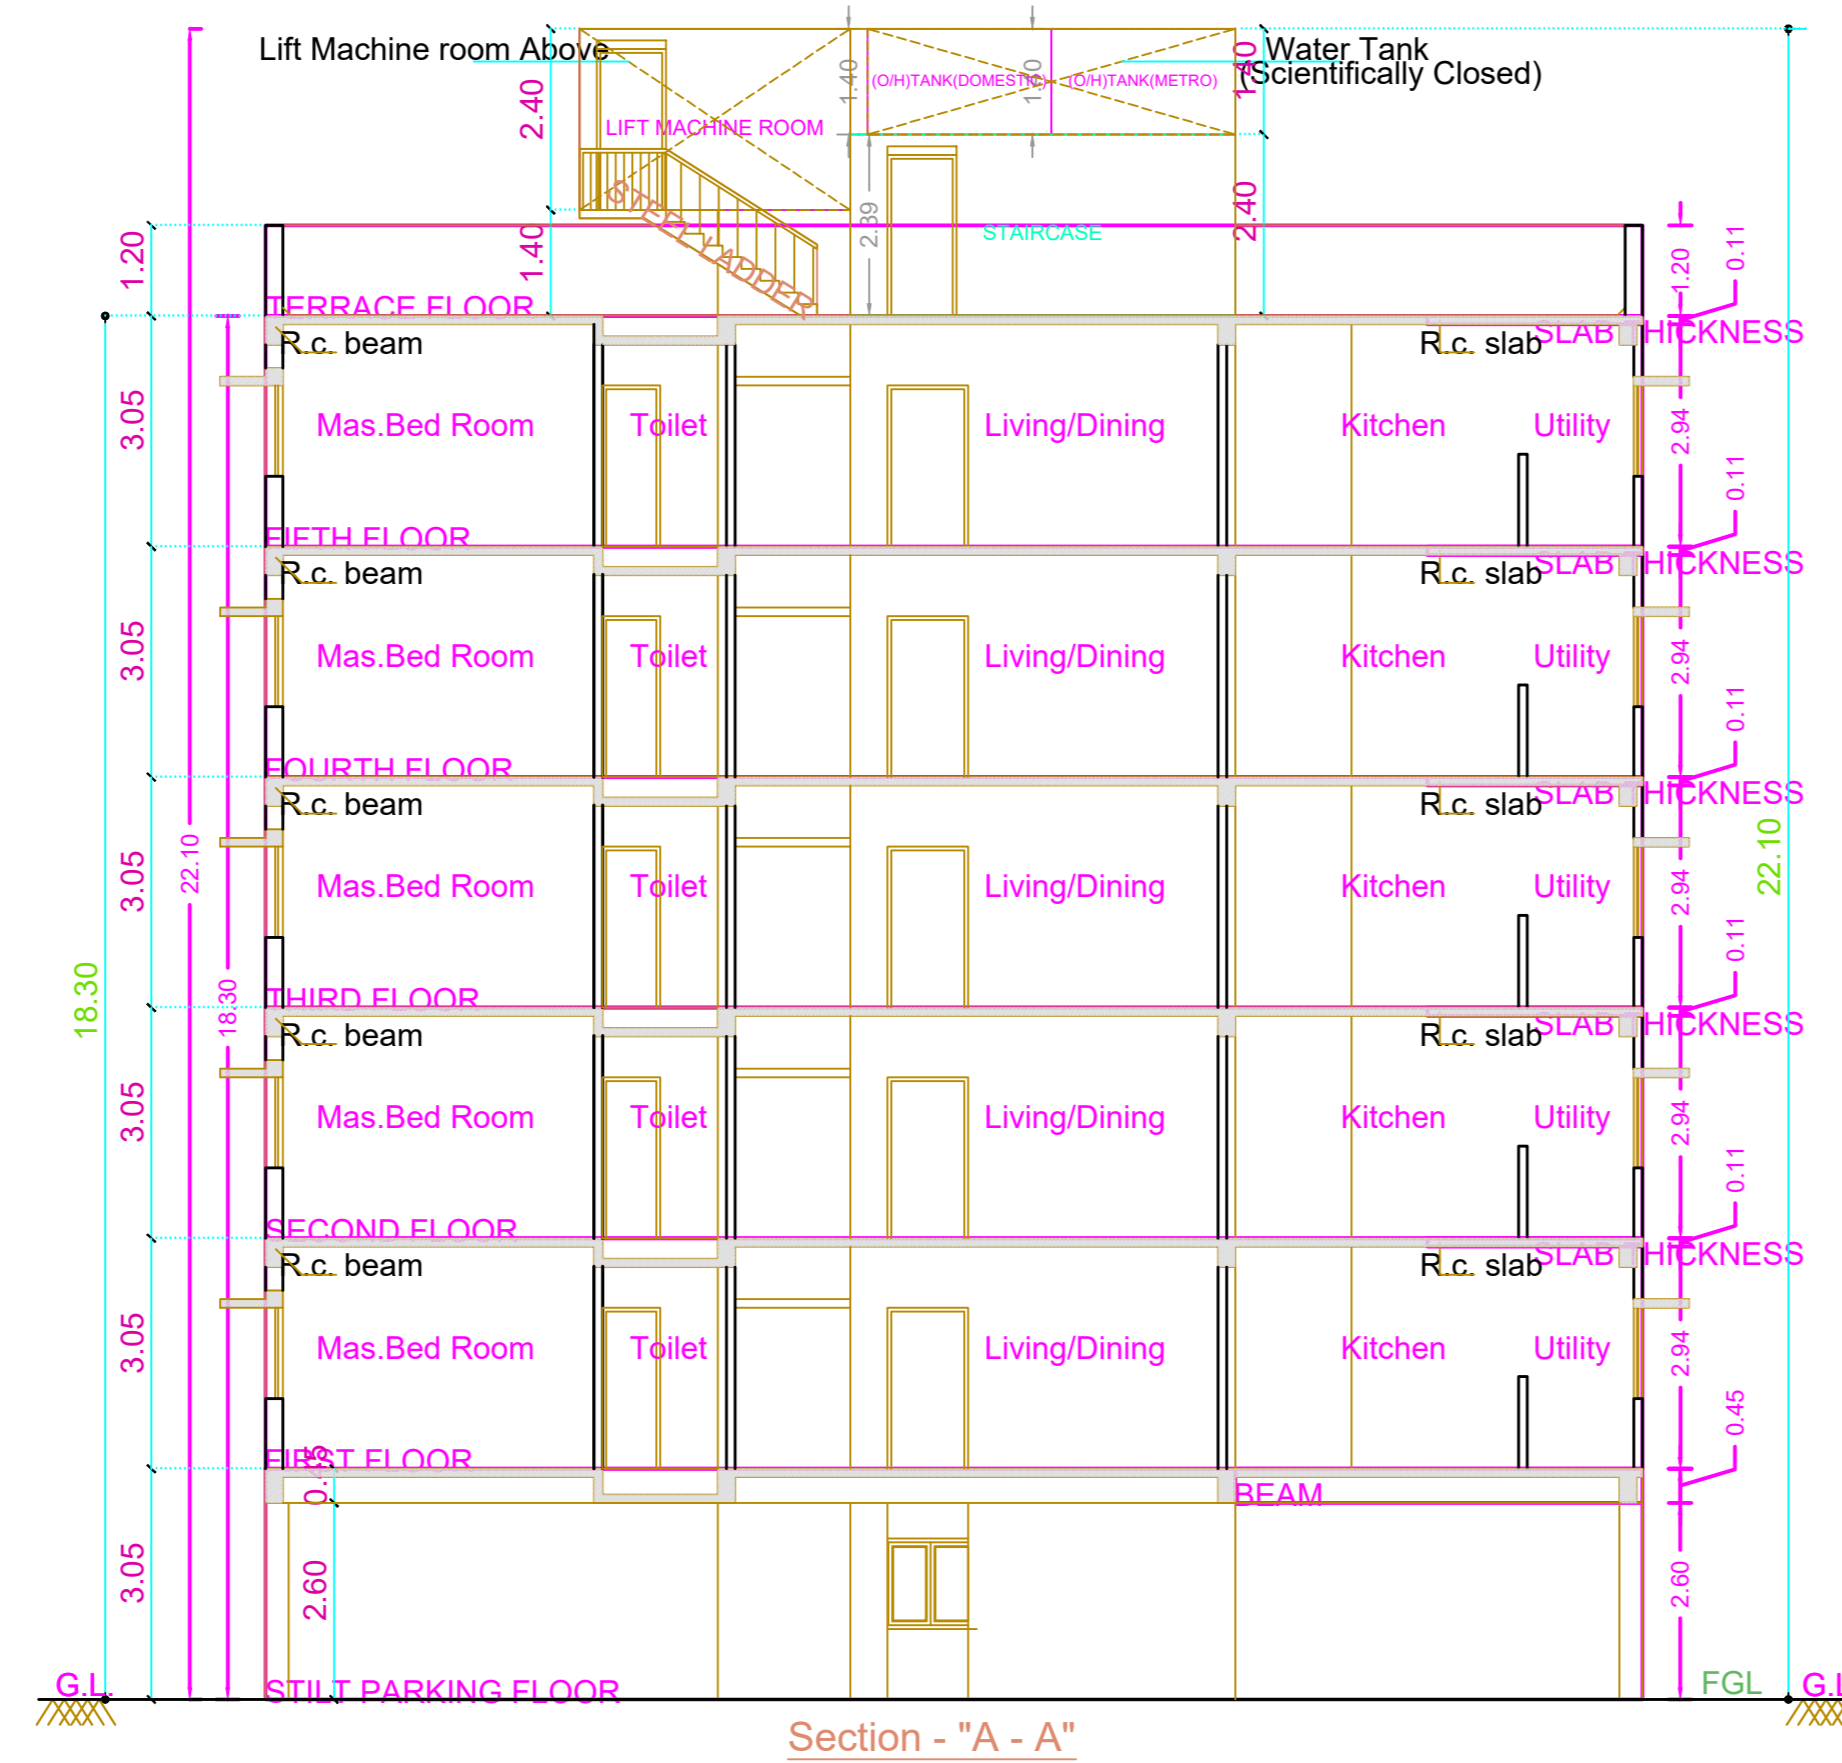 Lift Machine room Above
Water Tank
(Scientifically Closed)
2.40
1.40
1.40
1.40
(O/H)TANK(DOMESTIC)
(O/H)TANK(METRO)
LIFT MACHINE ROOM
STEEL LADDER
2.39
2.40
STAIRCASE
1.40
1.20
1.20
0.11
TERRACE FLOOR
SLAB THICKNESS
R.c. beam
R.c. slab
3.05
Mas.Bed Room
Toilet
Living/Dining
Kitchen
Utility
2.94
0.11
FIFTH FLOOR
SLAB THICKNESS
R.c. beam
R.c. slab
3.05
Mas.Bed Room
Toilet
Living/Dining
Kitchen
Utility
2.94
0.11
FOURTH FLOOR
SLAB THICKNESS
R.c. beam
R.c. slab
22.10
22.10
3.05
Mas.Bed Room
Toilet
Living/Dining
Kitchen
Utility
2.94
0.11
18.30
18.30
THIRD FLOOR
SLAB THICKNESS
R.c. beam
R.c. slab
3.05
Mas.Bed Room
Toilet
Living/Dining
Kitchen
Utility
2.94
0.11
SECOND FLOOR
SLAB THICKNESS
R.c. beam
R.c. slab
3.05
Mas.Bed Room
Toilet
Living/Dining
Kitchen
Utility
2.94
0.45
FIRST FLOOR
0.45
BEAM
3.05
2.60
2.60
G.L.
STILT PARKING FLOOR
FGL
G.L
Section - "A - A"